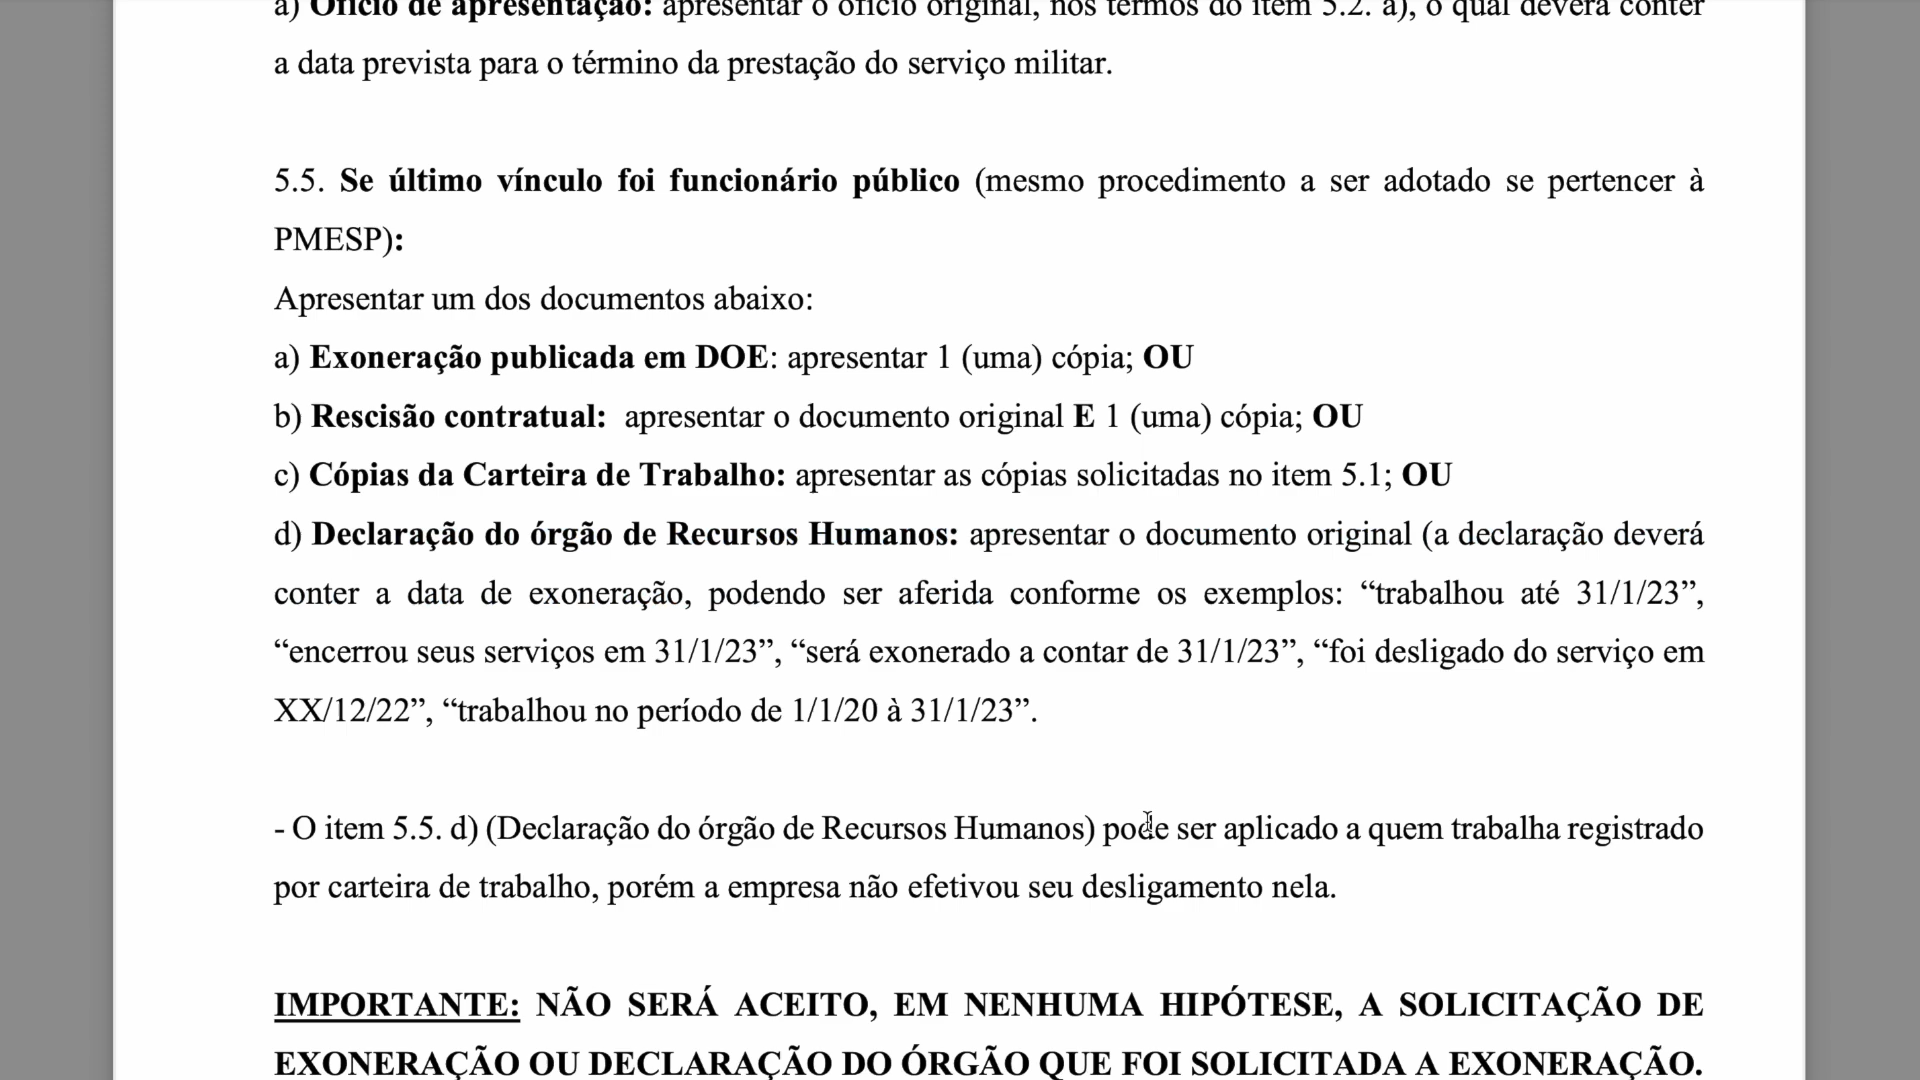 a) Ofício de apresentação: apresentar o ofício original, nos termos do item 5.2. a), o qual deverá conter
a data prevista para o término da prestação do serviço militar.
5.5. Se último vínculo foi funcionário público (mesmo procedimento a ser adotado se pertencer à
PMESP):
Apresentar um dos documentos abaixo:
a) Exoneração publicada em DOE: apresentar 1 (uma) cópia; OU
b) Rescisão contratual: apresentar o documento original E 1 (uma) cópia; OU
c) Cópias da Carteira de Trabalho: apresentar as cópias solicitadas no item 5.1; OU
d) Declaração do órgão de Recursos Humanos: apresentar o documento original (a declaração deverá
conter a data de exoneração, podendo ser aferida conforme os exemplos: “trabalhou até 31/1/23”,
“encerrou seus serviços em 31/1/23”, “será exonerado a contar de 31/1/23”, “foi desligado do serviço em
XX/12/22”, “trabalhou no período de 1/1/20 à 31/1/23”.
- O item 5.5. d) (Declaração do órgão de Recursos Humanos) pode ser aplicado a quem trabalha registrado
por carteira de trabalho, porém a empresa não efetivou seu desligamento nela.
IMPORTANTE: NÃO SERÁ ACEITO, EM NENHUMA HIPÓTESE, A SOLICITAÇÃO DE
EXONERAÇÃO OU DECLARAÇÃO DO ÓRGÃO QUE FOI SOLICITADA A EXONERAÇÃO.